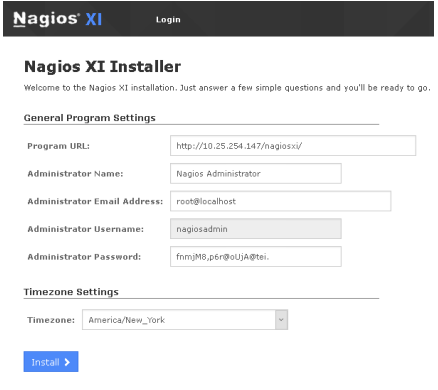 Nagios® XI Login
Nagios XI Installer
Welcome to the Nagios XI installation. Just answer a few simple questions and you'll be ready to go.
General Program Settings
Program URL: http://10.25.254.147/nagiosxi/
Administrator Name: Nagios Administrator
Administrator Email Address: root@localhost
Administrator Username: nagiosadmin
Administrator Password: fnmjM8,p6r@oUjA@tei.
Timezone Settings
Timezone: America/New_York
Install